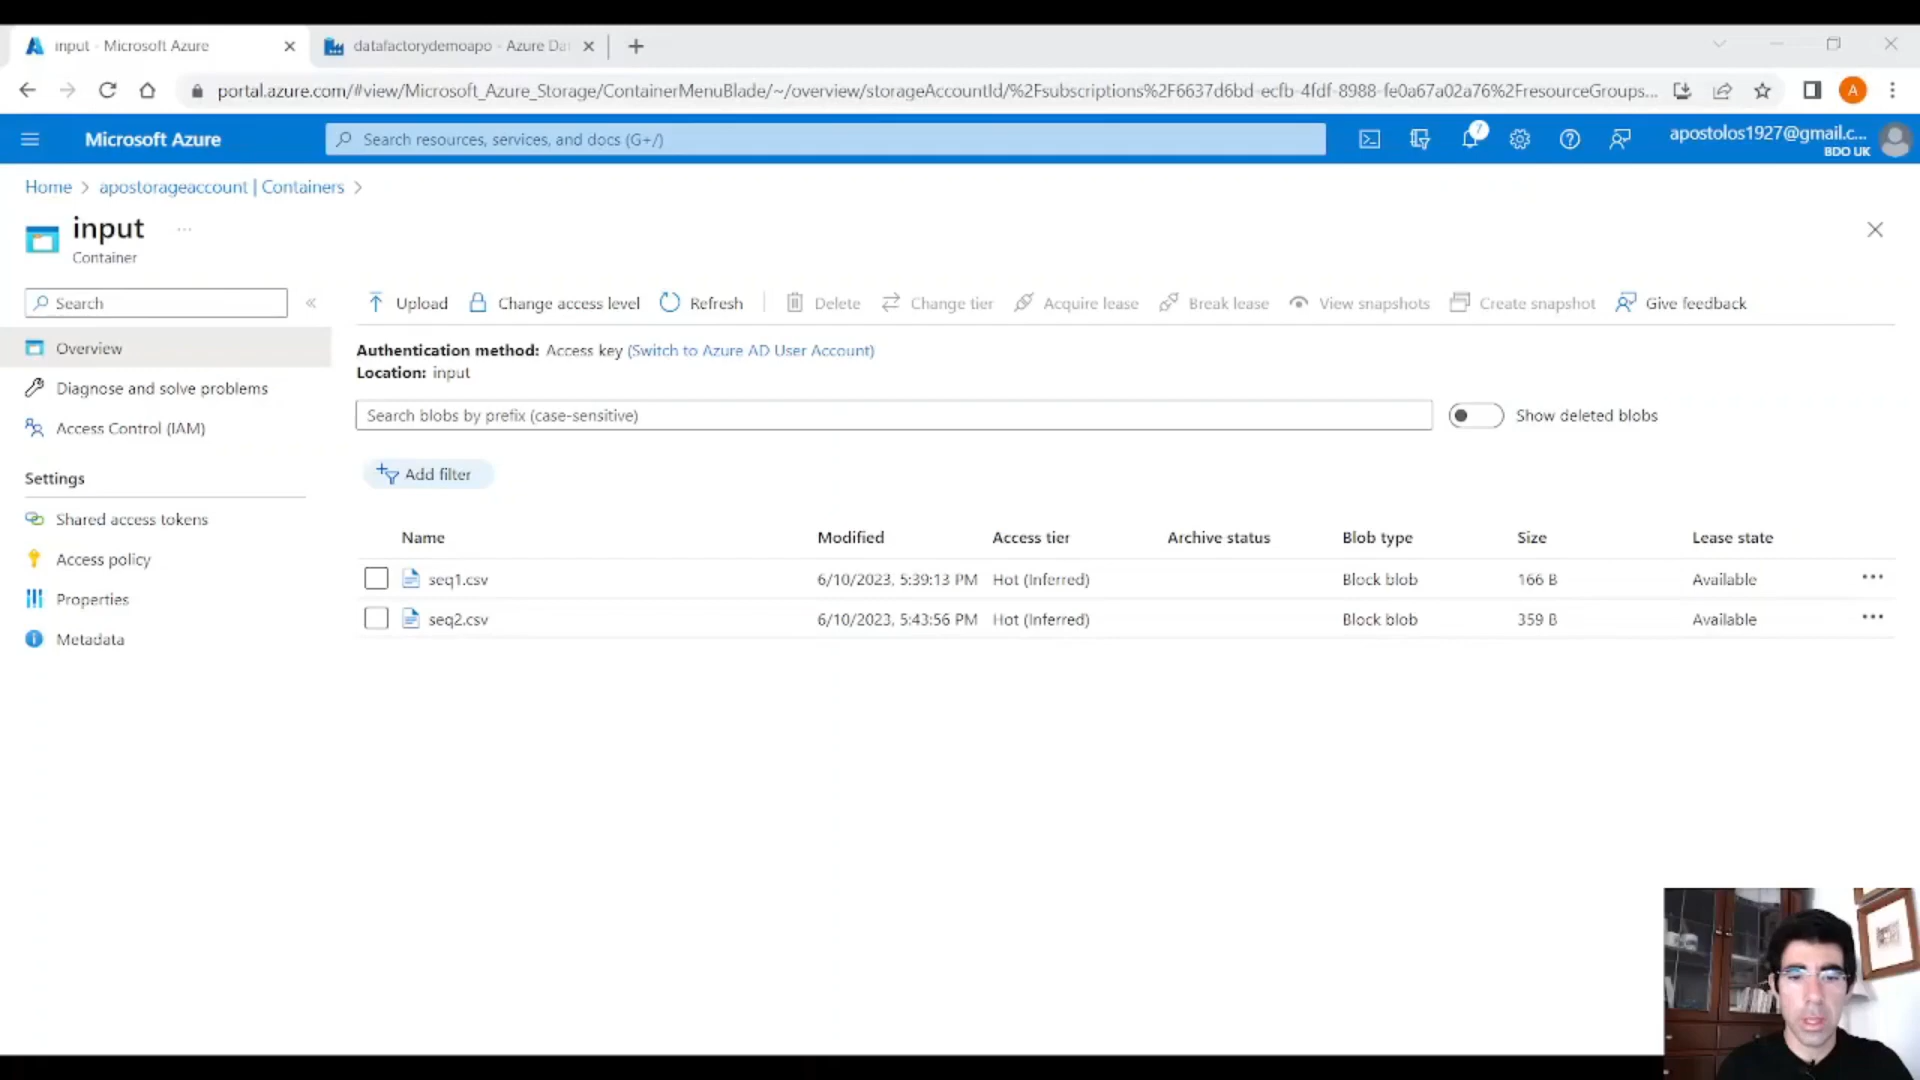 input - Microsoft Azure
datafactorydemoapo - Azure Da
portal.azure.com/#view/Microsoft_Azure_Storage/ContainerMenuBlade/~/overview/storageAccountId/%2Fsubscriptions%2F6637d6bd-ecfb-4fdf-8988-fe0a67a02a76%2FresourceGroups...
A
Microsoft Azure
Search resources, services, and docs (G+/)
7
apostolos1927@gmail.c...
BDO UK
Home > apostorageaccount | Containers >
input ...
Container
Search
«
Upload
Change access level
Refresh
Delete
Change tier
Acquire lease
Break lease
View snapshots
Create snapshot
Give feedback
Overview
Diagnose and solve problems
Access Control (IAM)
Settings
Shared access tokens
Access policy
Properties
Metadata
Authentication method: Access key (Switch to Azure AD User Account)
Location: input
Search blobs by prefix (case-sensitive)
Show deleted blobs
Add filter
Name Modified Access tier Archive status Blob type Size Lease state
seq1.csv 6/10/2023, 5:39:13 PM Hot (Inferred) Block blob 166 B Available ...
seq2.csv 6/10/2023, 5:43:56 PM Hot (Inferred) Block blob 359 B Available ...